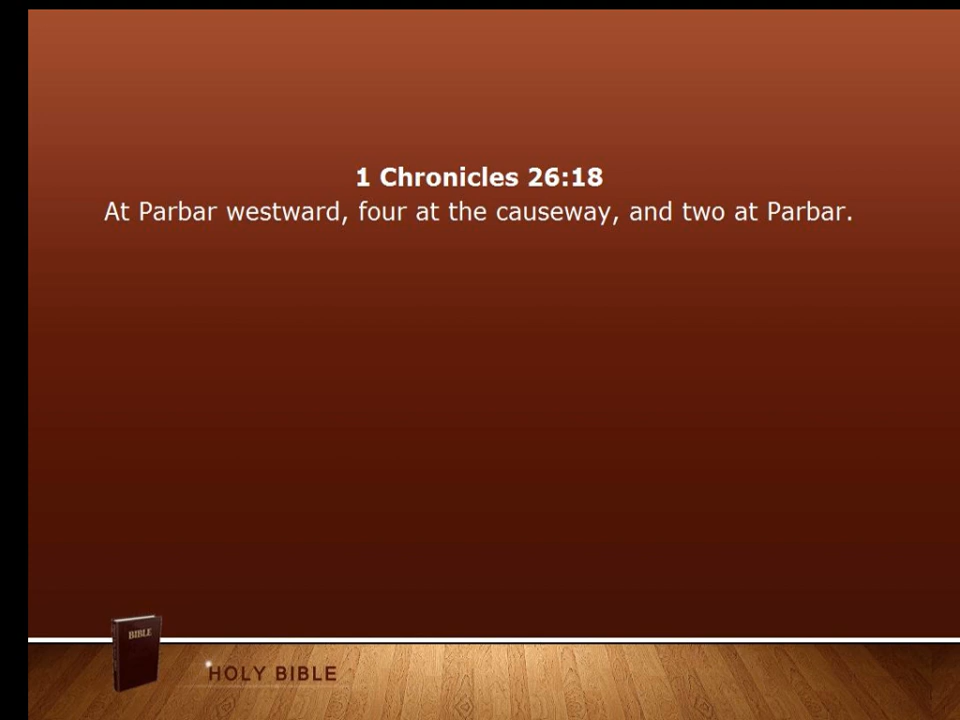 1 Chronicles 26:18
At Parbar westward, four at the causeway, and two at Parbar.
BIBLE
HOLY BIBLE